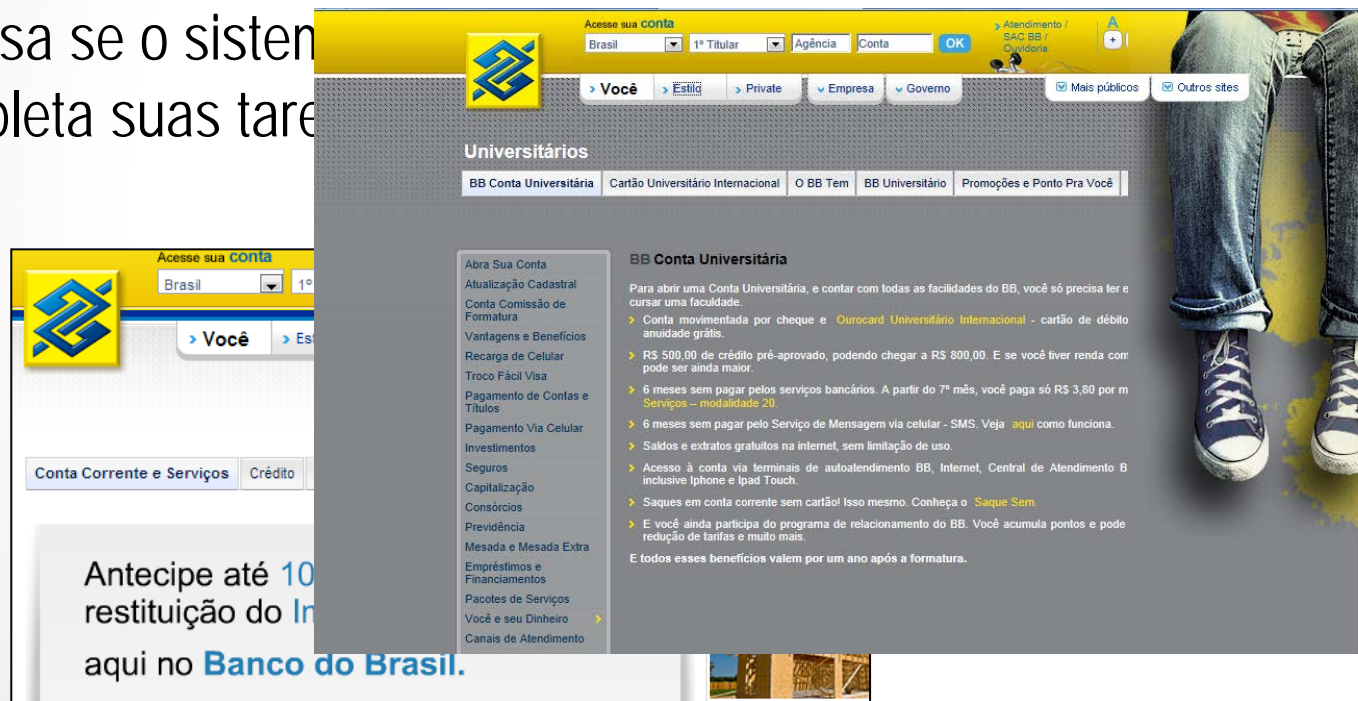 sa se o sistem
pleta suas tare
Acesse sua conta
Brasil 1º Titular Agência Conta OK
Atendimento /
SAC BB /
Ouvidoria
A
+
Você Estilo Private Empresa Governo Mais públicos Outros sites
Universitários
BB Conta Universitária Cartão Universitário Internacional O BB Tem BB Universitário Promoções e Ponto Pra Você
Abra Sua Conta
Atualização Cadastral
Conta Comissão de
Formatura
Vantagens e Benefícios
Recarga de Celular
Troco Fácil Visa
Pagamento de Contas e
Títulos
Pagamento Via Celular
Investimentos
Seguros
Capitalização
Consórcios
Previdência
Mesada e Mesada Extra
Empréstimos e
Financiamentos
Pacotes de Serviços
Você e seu Dinheiro
Canais de Atendimento
BB Conta Universitária
Para abrir uma Conta Universitária, e contar com todas as facilidades do BB, você só precisa ter e
cursar uma faculdade.
Conta movimentada por cheque e Ourocard Universitário Internacional - cartão de débito
anuidade grátis.
R$ 500,00 de crédito pré-aprovado, podendo chegar a R$ 800,00. E se você tiver renda com
pode ser ainda maior.
6 meses sem pagar pelos serviços bancários. A partir do 7º mês, você paga só R$ 3,80 por m
Serviços – modalidade 20.
6 meses sem pagar pelo Serviço de Mensagem via celular - SMS. Veja aqui como funciona.
Saldos e extratos gratuitos na internet, sem limitação de uso.
Acesso à conta via terminais de autoatendimento BB, Internet, Central de Atendimento B
inclusive Iphone e Ipad Touch.
Saques em conta corrente sem cartão! Isso mesmo. Conheça o Saque Sem.
E você ainda participa do programa de relacionamento do BB. Você acumula pontos e pode
redução de tarifas e muito mais.
E todos esses benefícios valem por um ano após a formatura.
Acesse sua conta
Brasil 1º
Você Es
Conta Corrente e Serviços Crédito
Antecipe até 10
restituição do Im
aqui no Banco do Brasil.